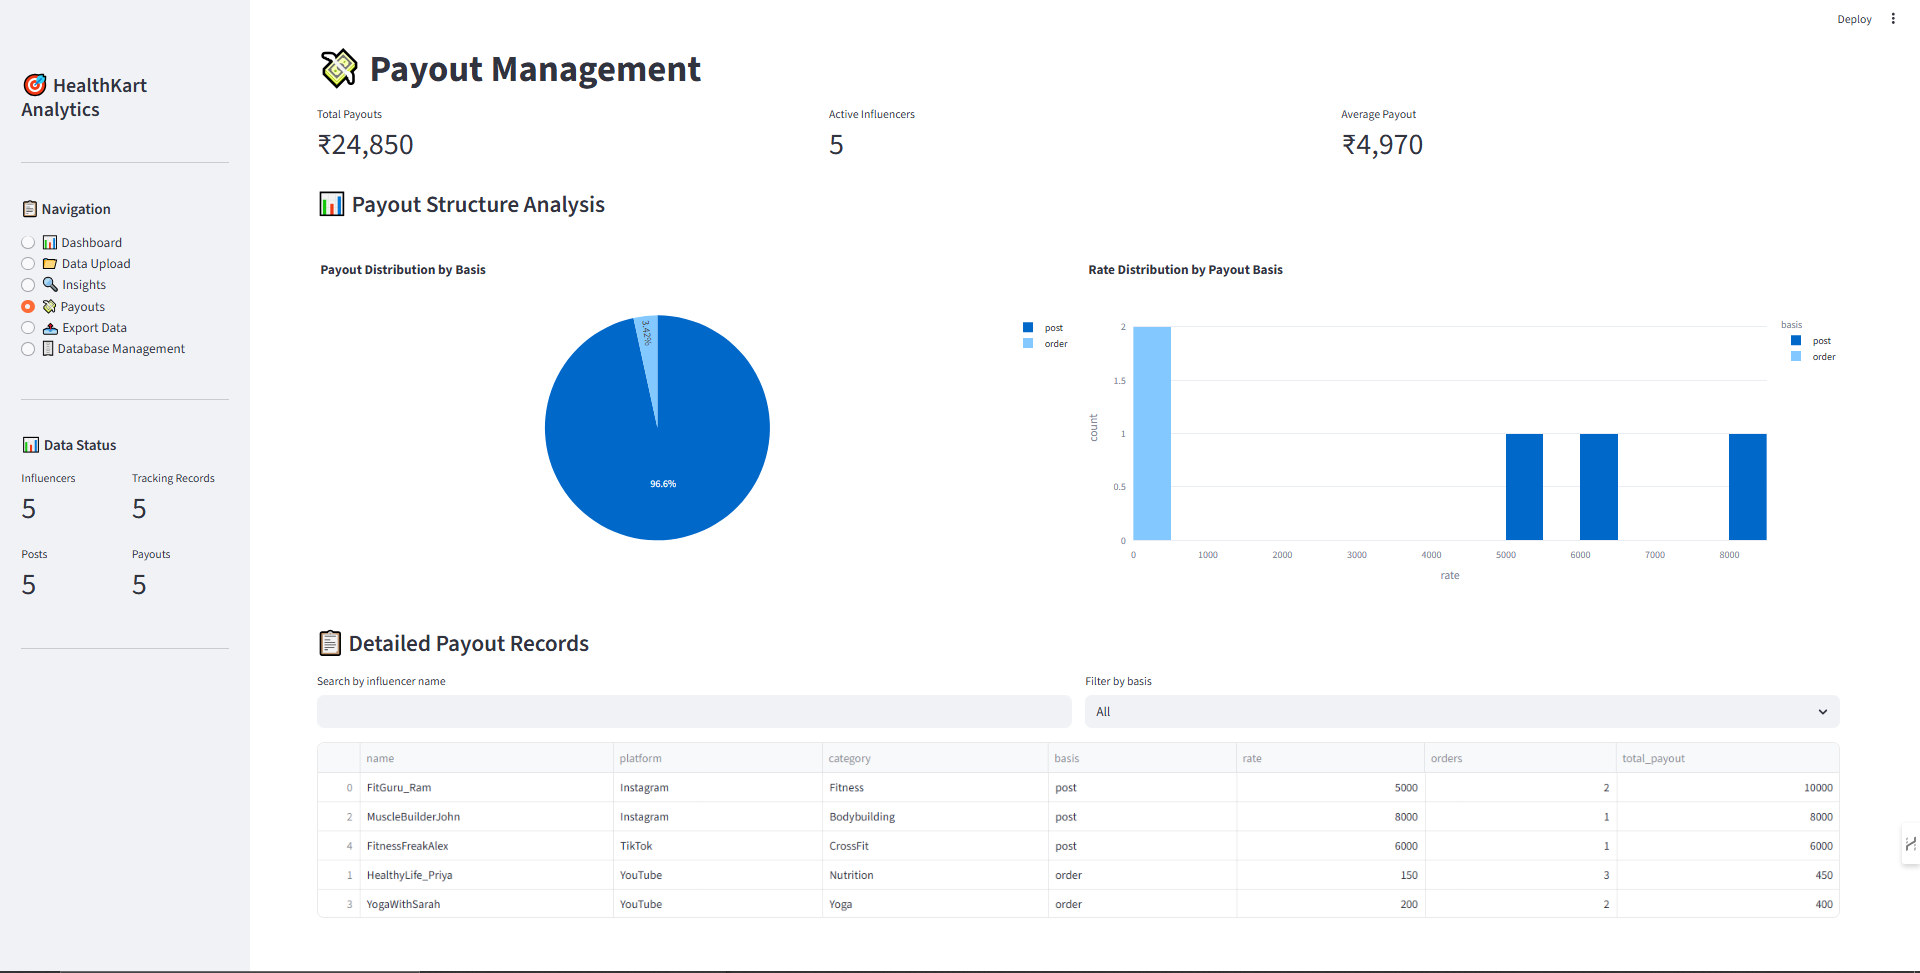 Deploy
HealthKart
Analytics
Navigation
Dashboard
Data Upload
Insights
Payouts
Export Data
Database Management
Data Status
Influencers Tracking Records
5 5
Posts Payouts
5 5
Payout Management
Total Payouts Active Influencers Average Payout
₹24,850 5 ₹4,970
Payout Structure Analysis
Payout Distribution by Basis
3.42%
96.6%
post
order
Rate Distribution by Payout Basis
basis
post
order
2
1.5
1
0.5
0
count
0 1000 2000 3000 4000 5000 6000 7000 8000
rate
Detailed Payout Records
Search by influencer name Filter by basis
All
name platform category basis rate orders total_payout
0 FitGuru_Ram Instagram Fitness post 5000 2 10000
2 MuscleBuilderJohn Instagram Bodybuilding post 8000 1 8000
4 FitnessFreakAlex TikTok CrossFit post 6000 1 6000
1 HealthyLife_Priya YouTube Nutrition order 150 3 450
3 YogaWithSarah YouTube Yoga order 200 2 400